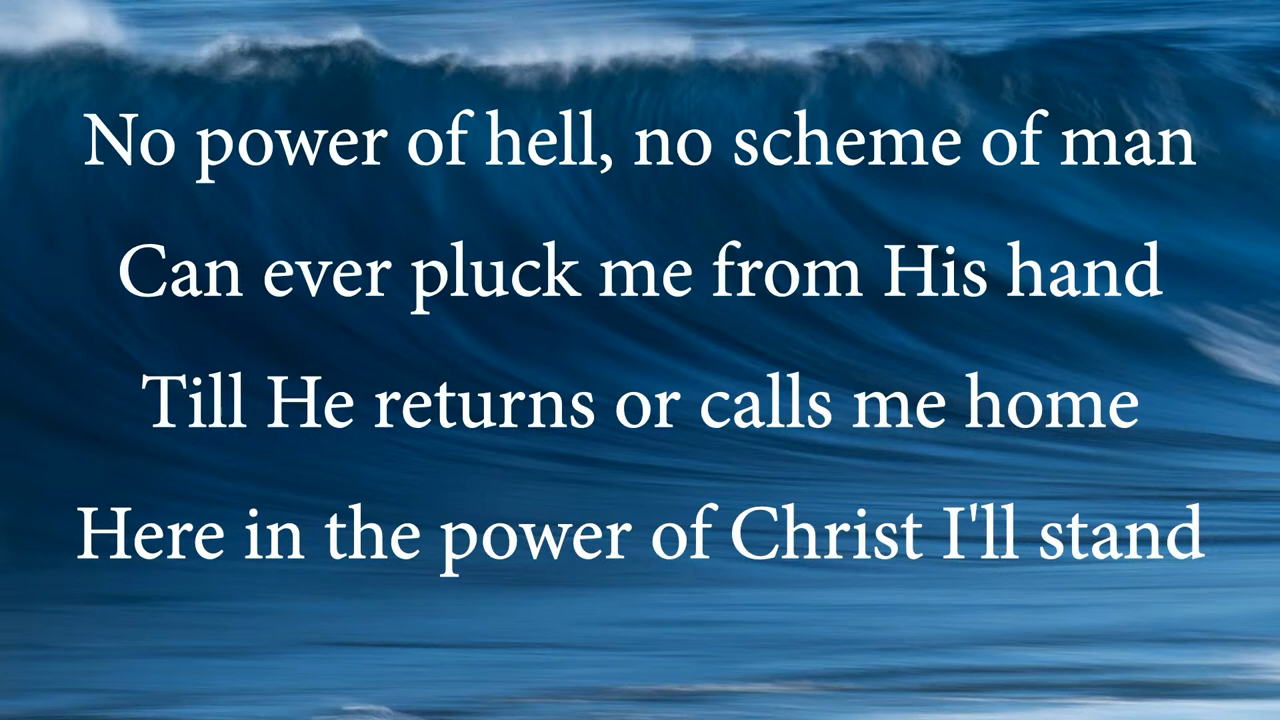 No power of hell, no scheme of man
Can ever pluck me from His hand
Till He returns or calls me home
Here in the power of Christ I'll stand